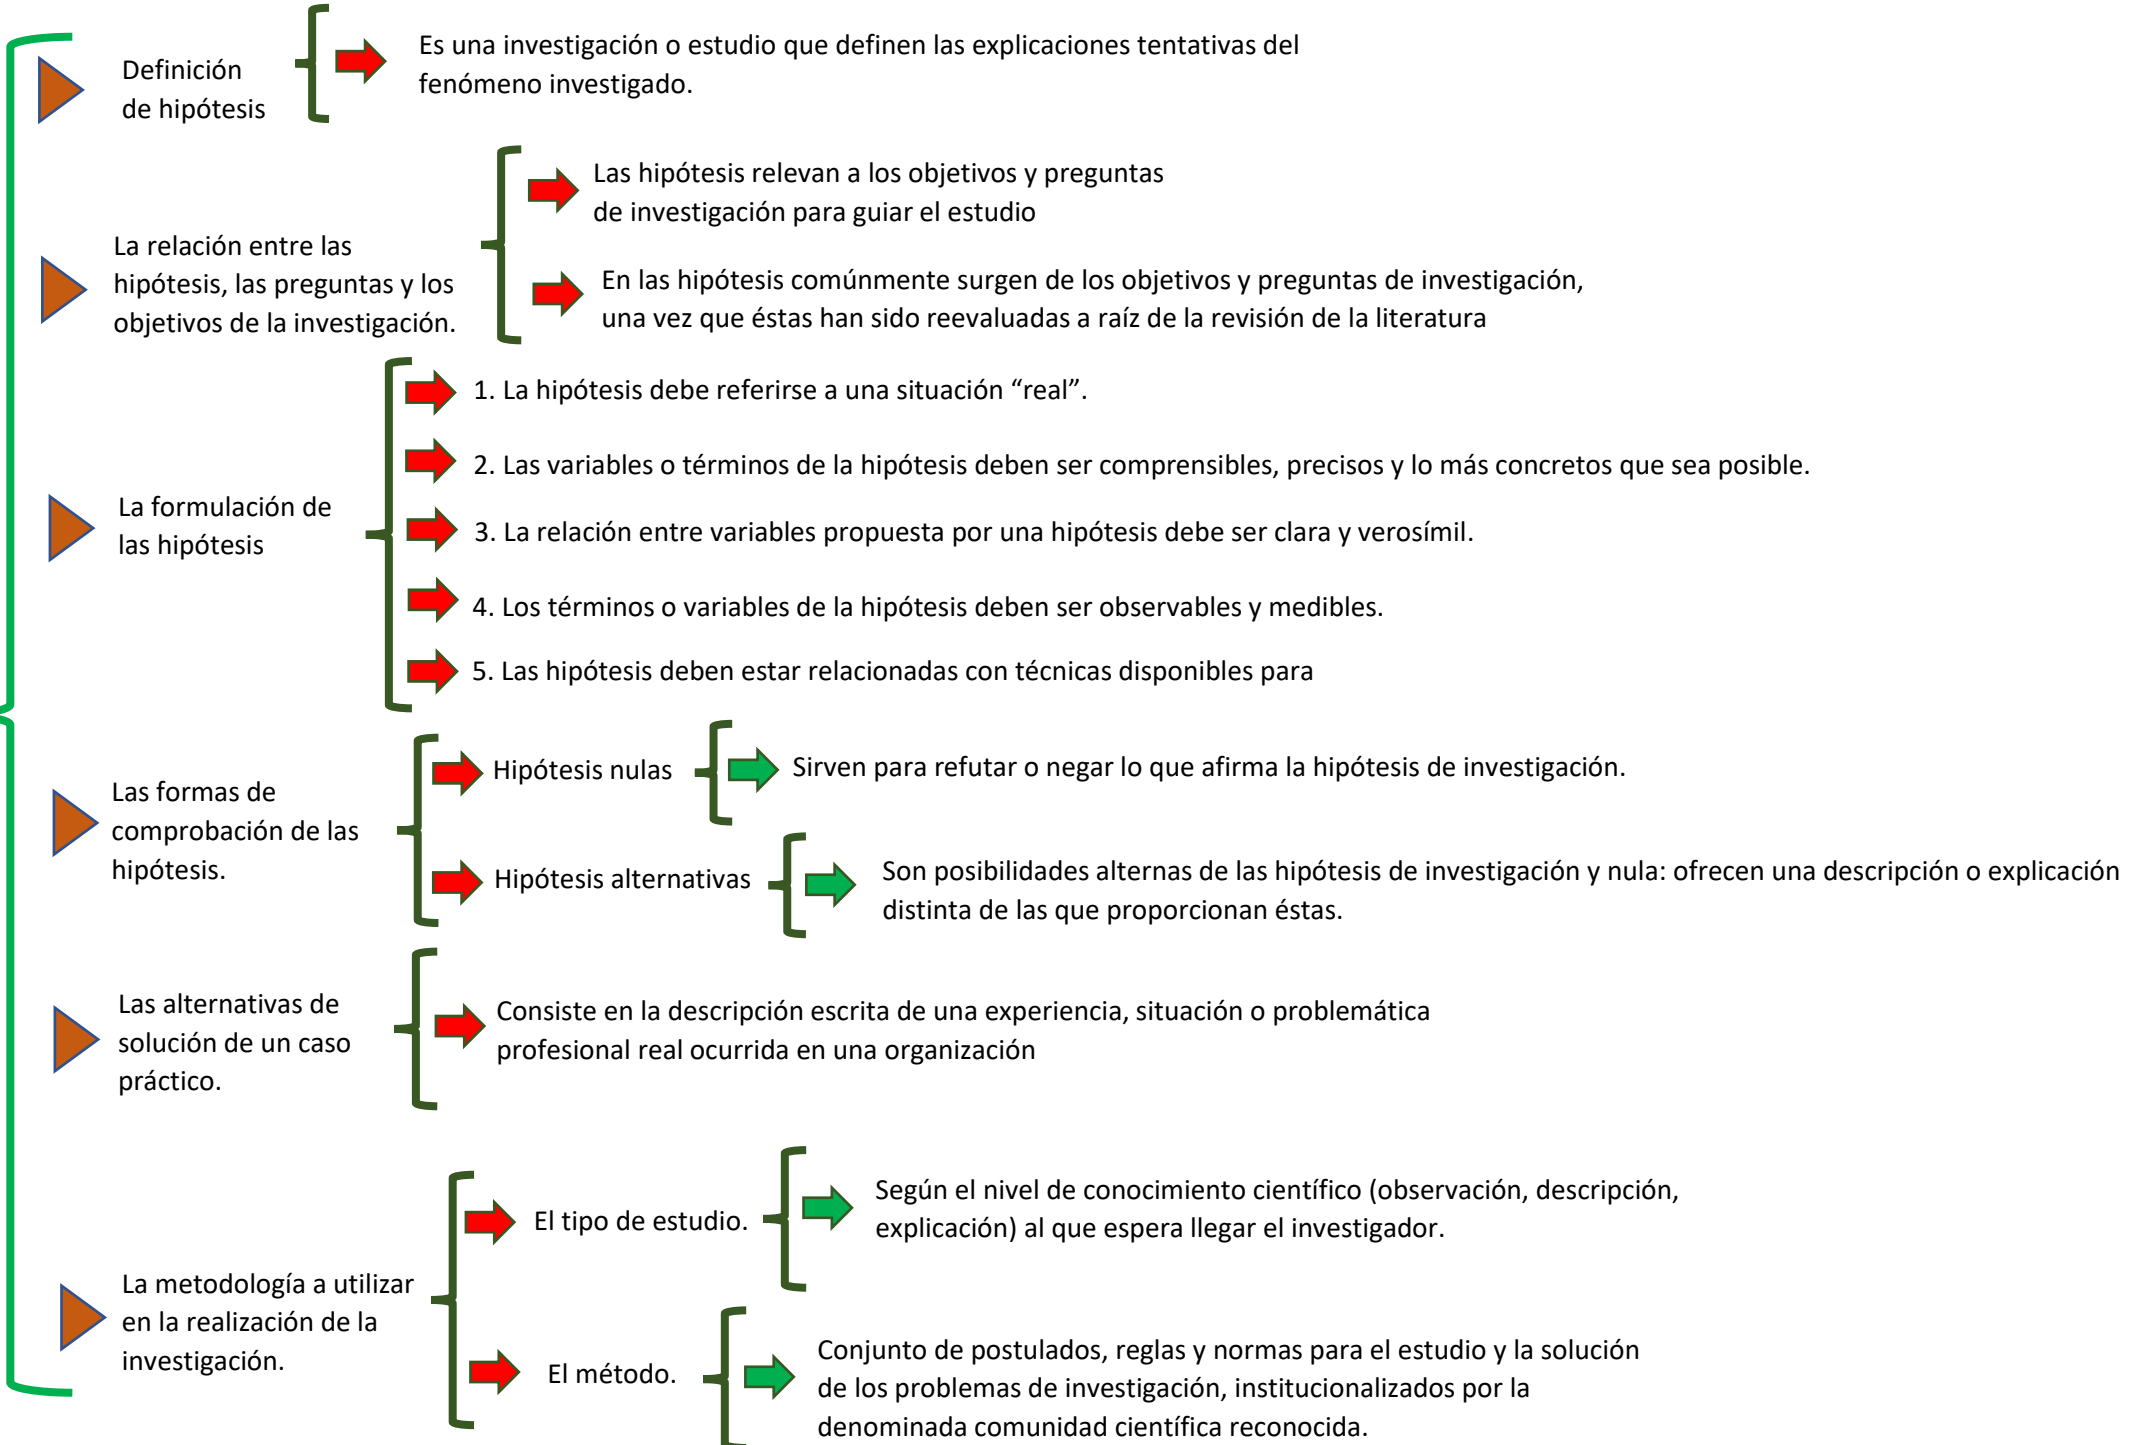 Definición
de hipótesis
Es una investigación o estudio que definen las explicaciones tentativas del
fenómeno investigado.
La relación entre las
hipótesis, las preguntas y los
objetivos de la investigación.
Las hipótesis relevan a los objetivos y preguntas
de investigación para guiar el estudio
En las hipótesis comúnmente surgen de los objetivos y preguntas de investigación,
una vez que éstas han sido reevaluadas a raíz de la revisión de la literatura
La formulación de
las hipótesis
1. La hipótesis debe referirse a una situación “real”.
2. Las variables o términos de la hipótesis deben ser comprensibles, precisos y lo más concretos que sea posible.
3. La relación entre variables propuesta por una hipótesis debe ser clara y verosímil.
4. Los términos o variables de la hipótesis deben ser observables y medibles.
5. Las hipótesis deben estar relacionadas con técnicas disponibles para
Las formas de
comprobación de las
hipótesis.
Hipótesis nulas
Sirven para refutar o negar lo que afirma la hipótesis de investigación.
Hipótesis alternativas
Son posibilidades alternas de las hipótesis de investigación y nula: ofrecen una descripción o explicación
distinta de las que proporcionan éstas.
Las alternativas de
solución de un caso
práctico.
Consiste en la descripción escrita de una experiencia, situación o problemática
profesional real ocurrida en una organización
La metodología a utilizar
en la realización de la
investigación.
El tipo de estudio.
Según el nivel de conocimiento científico (observación, descripción,
explicación) al que espera llegar el investigador.
El método.
Conjunto de postulados, reglas y normas para el estudio y la solución
de los problemas de investigación, institucionalizados por la
denominada comunidad científica reconocida.